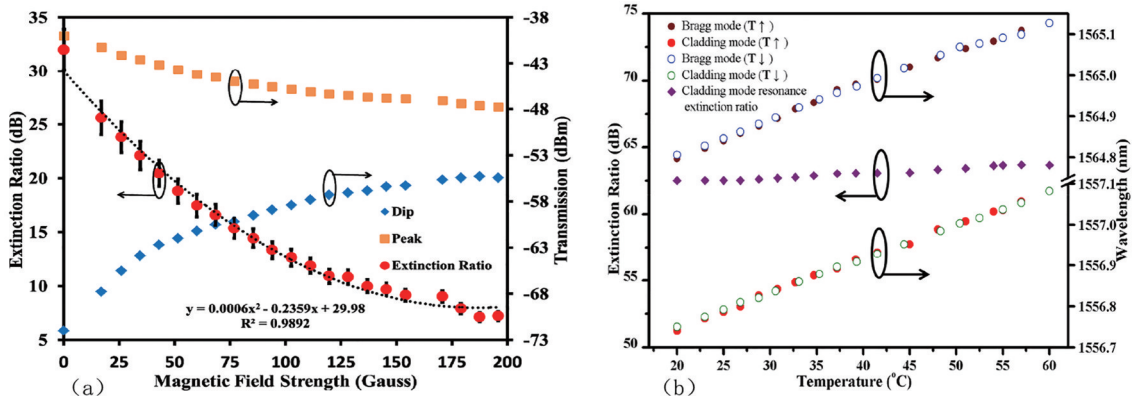 35
30
25
20
15
10
5
Extinction Ratio (dB)
-38
-43
-48
-53
-58
-63
-68
-73
Transmission (dBm)
Dip
Peak
Extinction Ratio
y = 0.0006x² - 0.2359x + 29.98
R² = 0.9892
0 25 50 75 100 125 150 175 200
Magnetic Field Strength (Gauss)
(a)
75
70
65
60
55
50
Extinction Ratio (dB)
Bragg mode (T↑)
Cladding mode (T↑)
Bragg mode (T↓)
Cladding mode (T↓)
Cladding mode resonance
extinction ratio
1565.1
1565.0
1564.9
1564.8
1557.1
1557.0
1556.9
1556.8
1556.7
Wavelength (nm)
15 20 25 30 35 40 45 50 55 60
Temperature (°C)
(b)